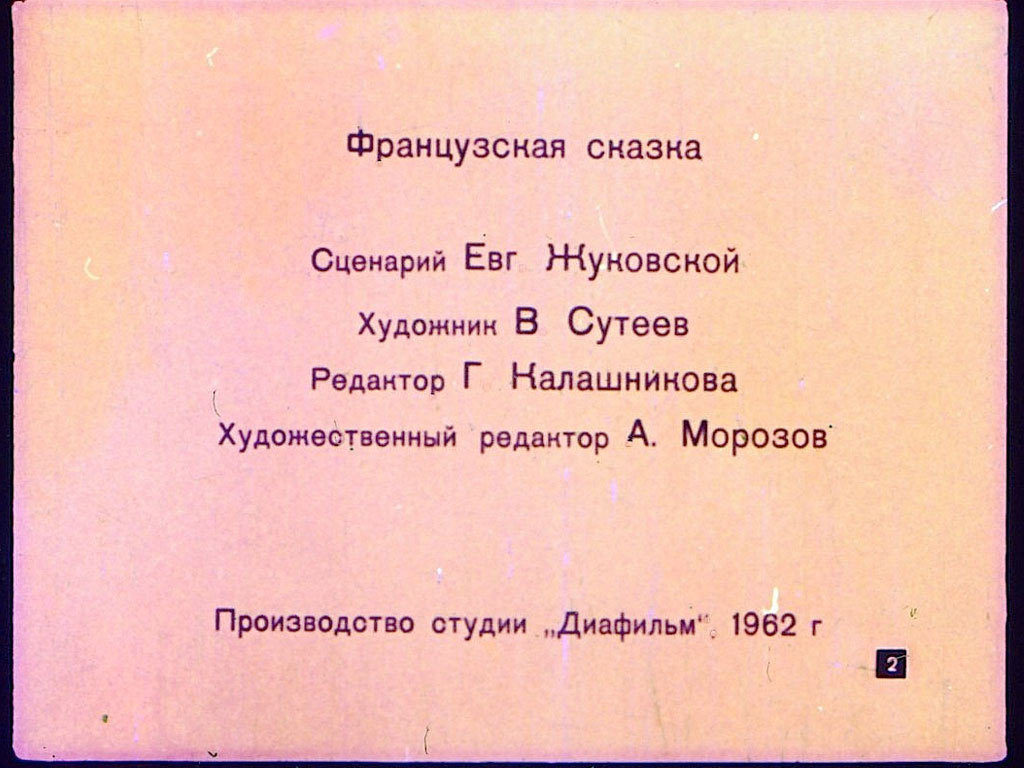 Французская сказка
Сценарий Евг Жуковской
Художник В Сутеев
Редактор Г Калашникова
Художественный редактор А. Морозов
Производство студии „Диафильм“, 1962 г
2